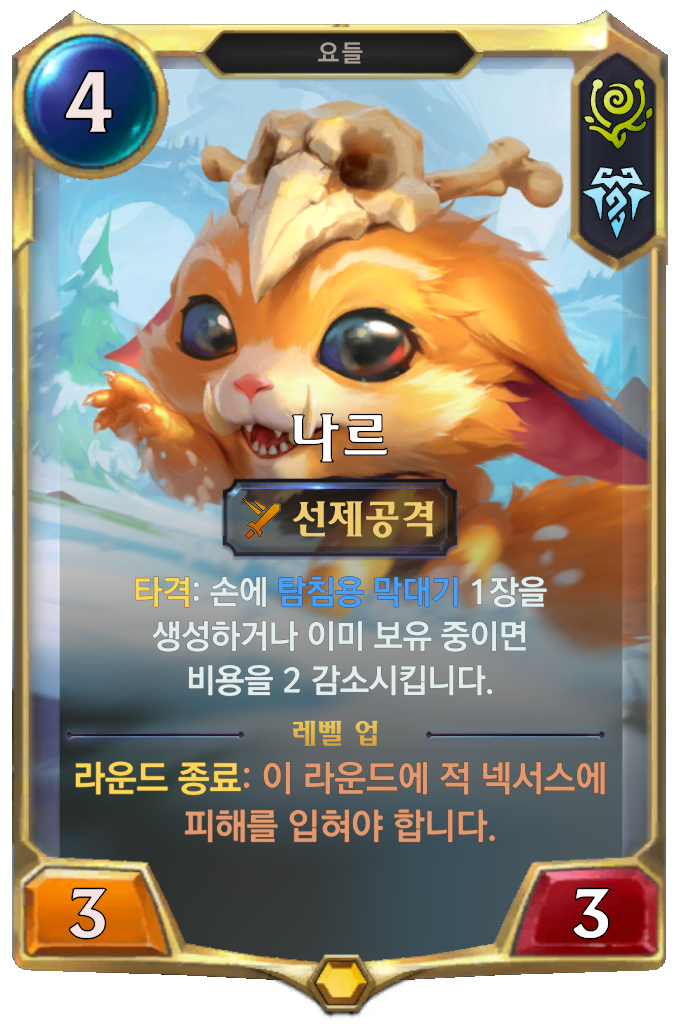 요들
4
나르
선제공격
타격: 손에 탐침용 막대기 1장을
생성하거나 이미 보유 중이면
비용을 2 감소시킵니다.
레벨 업
라운드 종료: 이 라운드에 적 넥서스에
피해를 입혀야 합니다.
3
3